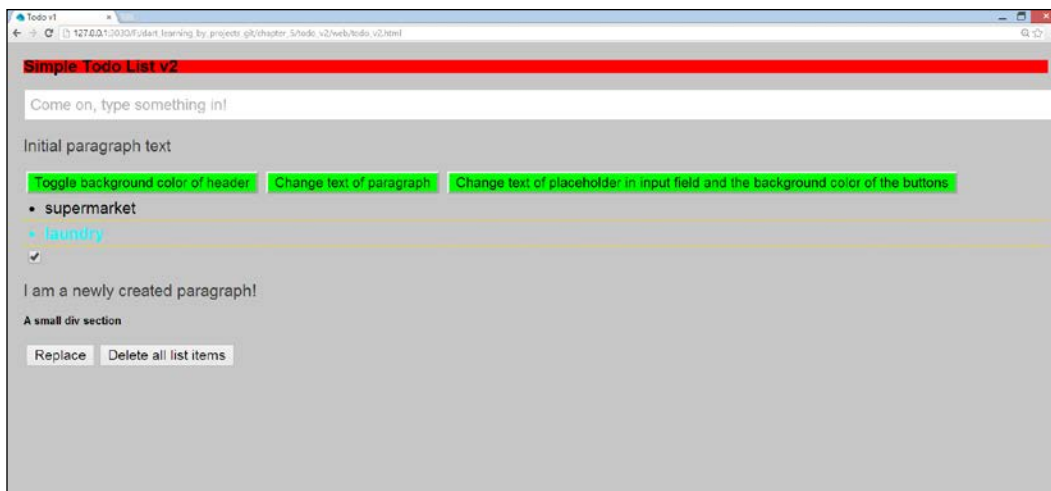 Todo v1
127.0.0.1:3030/F:/dart_learning_by_projects_git/chapter_5/todo_v2/web/todo_v2.html
Simple Todo List v2
Come on, type something in!
Initial paragraph text
Toggle background color of header Change text of paragraph Change text of placeholder in input field and the background color of the buttons
• supermarket
• laundry
I am a newly created paragraph!
A small div section
Replace Delete all list items